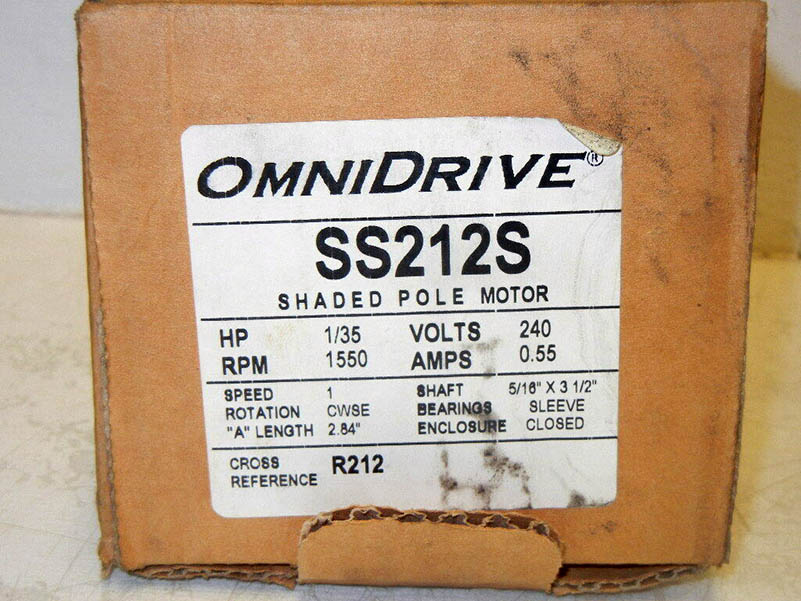 OMNIDRIVE®
SS212S
SHADED POLE MOTOR
HP 1/35 VOLTS 240
RPM 1550 AMPS 0.55
SPEED 1 SHAFT 5/16" X 3 1/2"
ROTATION CWSE BEARINGS SLEEVE
"A" LENGTH 2.84" ENCLOSURE CLOSED
CROSS REFERENCE R212